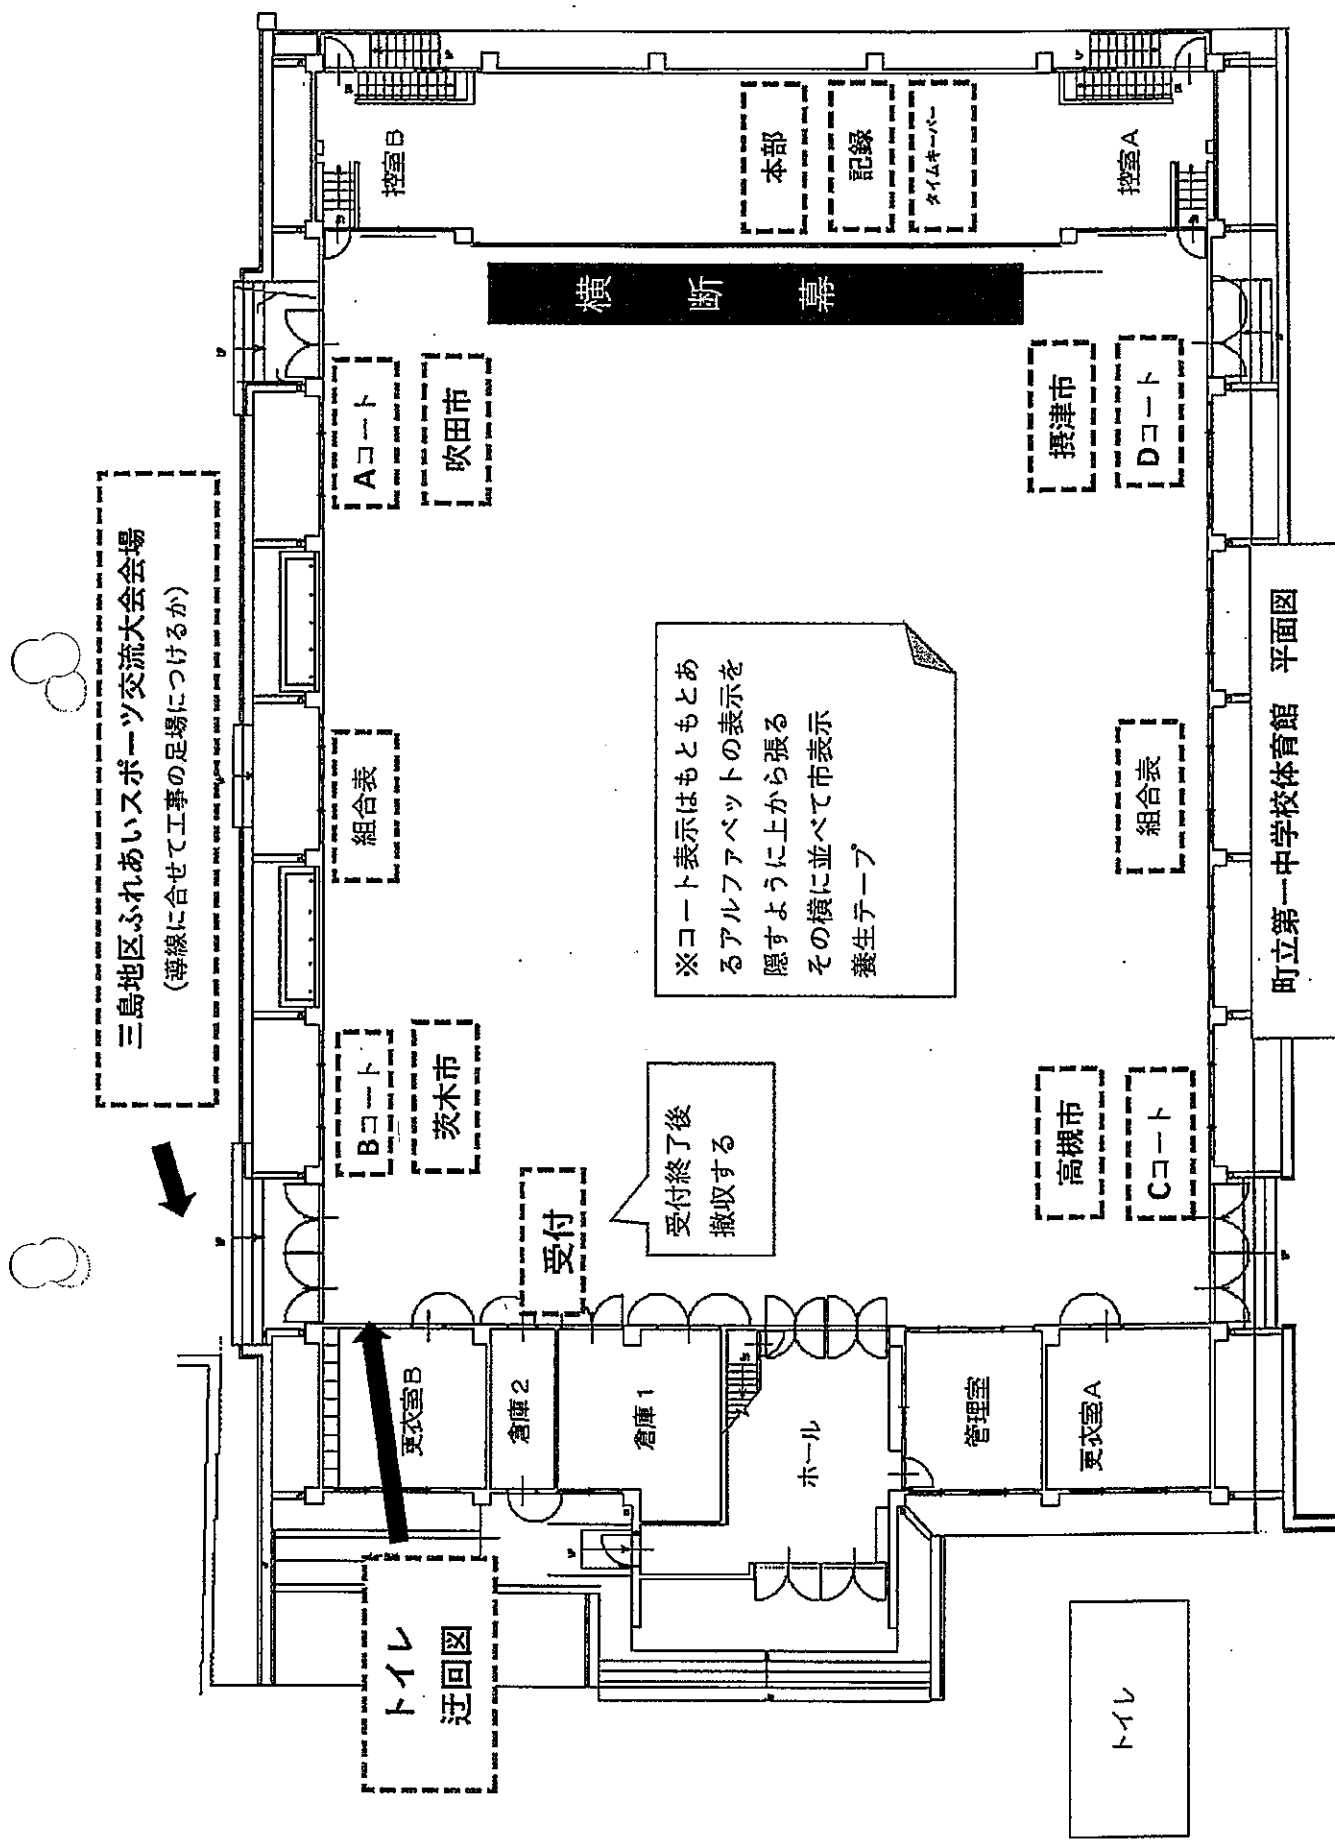 三島地区ふれあいスポーツ交流大会会場
(導線に合せて工事の足場につけるか)
トイレ
迂回図
更衣室B
倉庫2
倉庫1
ホール
管理室
更衣室A
トイレ
受付
受付終了後
撤収する
Bコート
茨木市
組合表
Aコート
吹田市
※コート表示はもともとあ
るアルファベットの表示を
隠すように上から張る
その横に並べて市表示
養生テープ
高槻市
Cコート
組合表
摂津市
Dコート
横断幕
控室B
本部
記録
タイムキーパー
控室A
町立第一中学校体育館 平面図